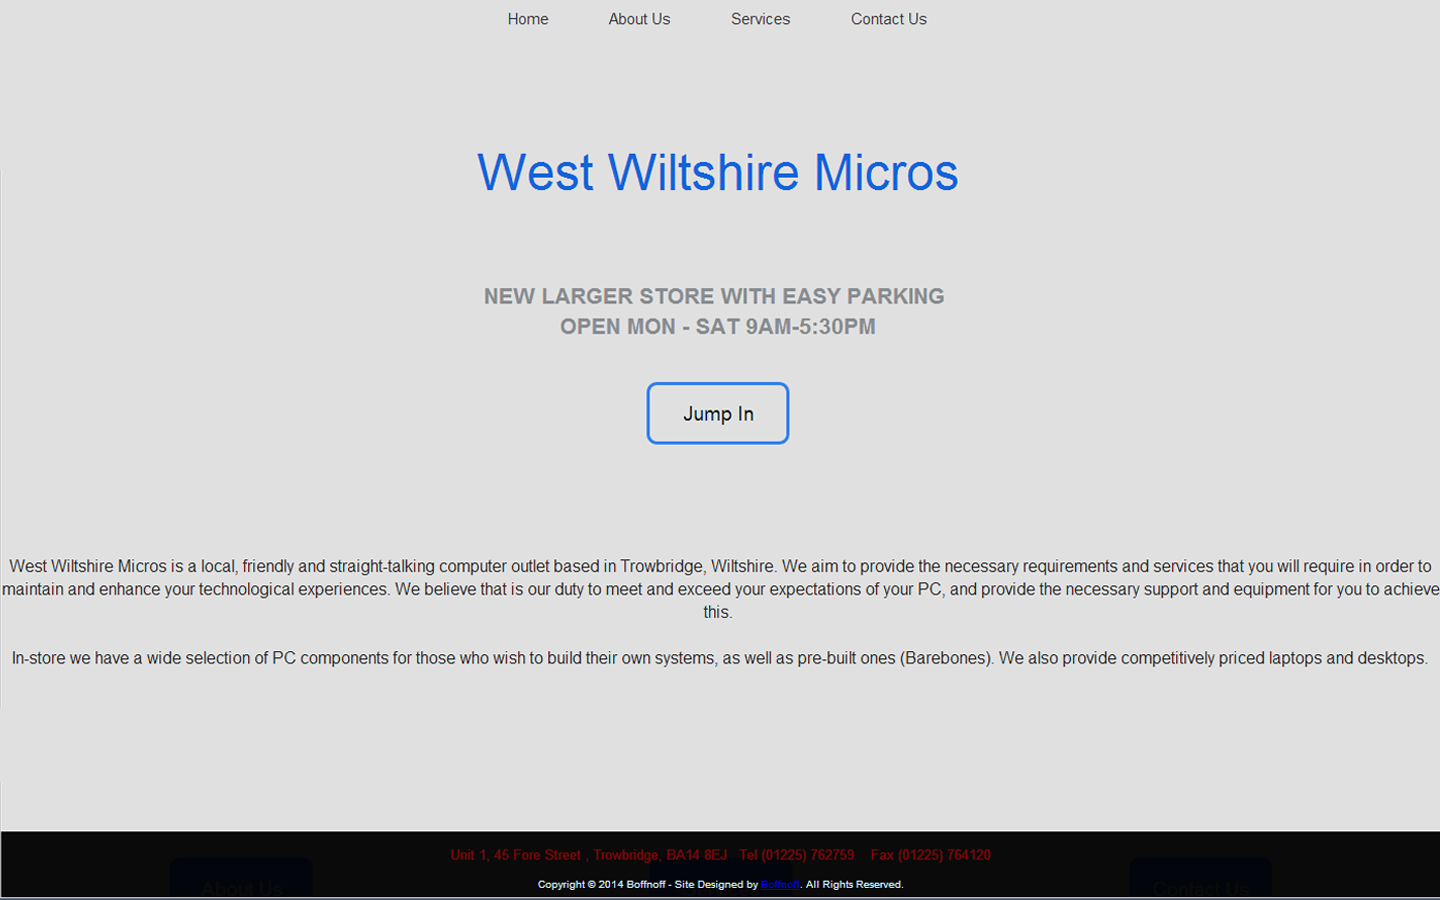 Home About Us Services Contact Us
West Wiltshire Micros
NEW LARGER STORE WITH EASY PARKING
OPEN MON - SAT 9AM-5:30PM
Jump In
West Wiltshire Micros is a local, friendly and straight-talking computer outlet based in Trowbridge, Wiltshire. We aim to provide the necessary requirements and services that you will require in order to
maintain and enhance your technological experiences. We believe that is our duty to meet and exceed your expectations of your PC, and provide the necessary support and equipment for you to achieve
this.
In-store we have a wide selection of PC components for those who wish to build their own systems, as well as pre-built ones (Barebones). We also provide competitively priced laptops and desktops.
Unit 1, 45 Fore Street , Trowbridge, BA14 8EJ Tel (01225) 762759 Fax (01225) 764120
Copyright © 2014 Boffnoff - Site Designed by Boffnoff. All Rights Reserved.
About Us Contact Us